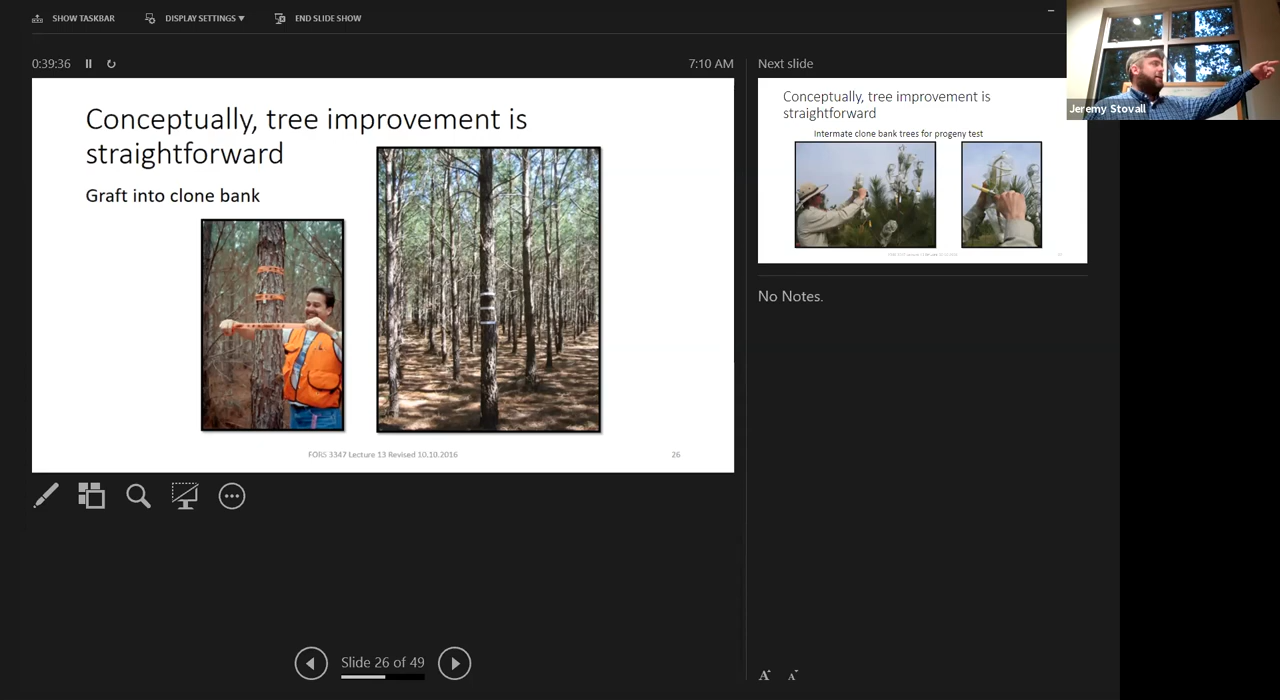 SHOW TASKBAR
DISPLAY SETTINGS ▼
END SLIDE SHOW
0:39:36
7:10 AM
Conceptually, tree improvement is
straightforward
Graft into clone bank
FORS 3347 Lecture 13 Revised 10.10.2016
26
Slide 26 of 49
Next slide
Conceptually, tree improvement is
straightforward
Intermate clone bank trees for progeny test
No Notes.
A A
Jeremy Stovall